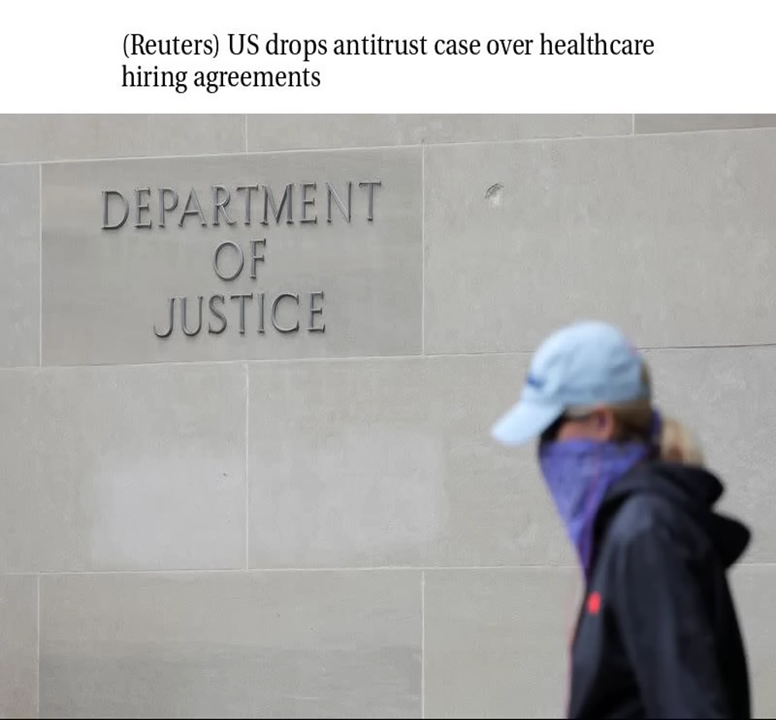 (Reuters) US drops antitrust case over healthcare
hiring agreements
DEPARTMENT
OF
JUSTICE